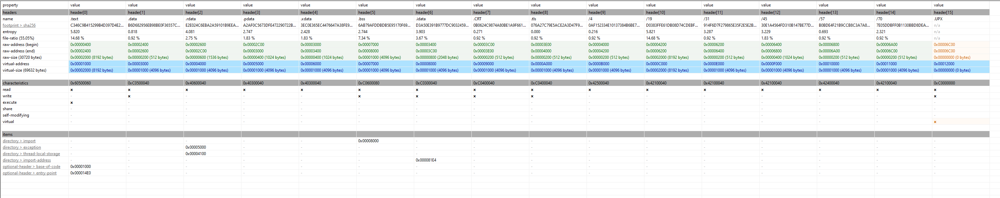 property value value value value value value value value value value value value value value value value
headers header[0] header[1] header[2] header[3] header[4] header[5] header[6] header[7] header[8] header[9] header[10] header[11] header[12] header[13] header[14] header[15]
name .text .data .rdata .pdata .xdata .bss .idata .CRT .tls /4 /19 /31 /45 /57 /70 .UPX
footprint > sha256 C346C9B415299B4D397D4E2... B6D682956EB98BE0F36557C... E2E024C6EBA2A59101B9EEA... A2AF0C5673DFE472290722B... 3EC0E365EC4476647A38FE9... 6AB79AFDDBDB5E95170F69... D3A50E391B9777DC9032459... 0B0624C9874A80BE1A9F661... 076A27C79E5ACE2A3D47F9... 0AF152334E10137384B6BE7... D0383FFE61DB08D74CDEBF... 914F6D7F279865E35F2E5E2B... 30E1A4564FD310B147BE77D... B0BDE4F21B9CCB8C3A7A8... 7E05DDBFF0B1130BBD8DEA... n/a
entropy 5.820 0.818 4.081 2.747 2.428 2.744 3.903 0.271 0.000 0.216 5.821 3.287 3.229 0.693 2.321 n/a
file-ratio (55.05%) 14.68 % 0.92 % 2.75 % 1.83 % 1.83 % 7.34 % 3.67 % 0.92 % 0.92 % 0.92 % 14.68 % 0.92 % 1.83 % 0.92 % 0.92 % n/a
raw-address (begin) 0x00000400 0x00002400 0x00002600 0x00002C00 0x00003000 0x00007000 0x00003400 0x00003C00 0x00003E00 0x00004000 0x00004200 0x00006200 0x00006400 0x00006800 0x00006A00 0x00006C00
raw-address (end) 0x00002400 0x00002600 0x00002C00 0x00003000 0x00003400 0x00008000 0x00003C00 0x00003E00 0x00004000 0x00004200 0x00006200 0x00006400 0x00006800 0x00006A00 0x00006C00 0x00006C00
raw-size (30720 bytes) 0x00002000 (8192 bytes) 0x00000200 (512 bytes) 0x00000600 (1536 bytes) 0x00000400 (1024 bytes) 0x00000400 (1024 bytes) 0x00001000 (4096 bytes) 0x00000800 (2048 bytes) 0x00000200 (512 bytes) 0x00000200 (512 bytes) 0x00000200 (512 bytes) 0x00002000 (8192 bytes) 0x00000200 (512 bytes) 0x00000400 (1024 bytes) 0x00000200 (512 bytes) 0x00000200 (512 bytes) 0x00000000 (0 bytes)
virtual-address 0x00001000 0x00003000 0x00004000 0x00005000 0x00006000 0x00007000 0x00008000 0x00009000 0x0000A000 0x0000B000 0x0000C000 0x0000E000 0x0000F000 0x00010000 0x00011000 0x00012000
virtual-size (69632 bytes) 0x00002000 (8192 bytes) 0x00001000 (4096 bytes) 0x00001000 (4096 bytes) 0x00001000 (4096 bytes) 0x00001000 (4096 bytes) 0x00001000 (4096 bytes) 0x00001000 (4096 bytes) 0x00001000 (4096 bytes) 0x00001000 (4096 bytes) 0x00001000 (4096 bytes) 0x00002000 (8192 bytes) 0x00001000 (4096 bytes) 0x00001000 (4096 bytes) 0x00001000 (4096 bytes) 0x00001000 (4096 bytes) 0x00000000 (0 bytes)
characteristics 0x60500060 0xC0500040 0x40600040 0x40300040 0x40300040 0xC0600080 0xC0300040 0xC0400040 0xC0400040 0x42500040 0x42100040 0x42100040 0x42100040 0x42400040 0x42100040 0xC0000000
read x x x x x x x x x x x x x x x x
write - x - - - x x x x - - - - - - x
execute x - - - - - - - - - - - - - - -
share - - - - - - - - - - - - - - - -
self-modifying - - - - - - - - - - - - - - - -
virtual - - - - - - - - - - - - - - - x
items
directory > import - - - - - 0x00008000 - - - - - - - - - -
directory > exception - - 0x00005000 - - - - - - - - - - - - -
directory > thread-local-storage - - 0x00004100 - - - - - - - - - - - - -
directory > import-address - - - - - - 0x000081E4 - - - - - - - - -
optional-header > base-of-code 0x00001000 - - - - - - - - - - - - - - -
optional-header > entry-point 0x000014E0 - - - - - - - - - - - - - - -